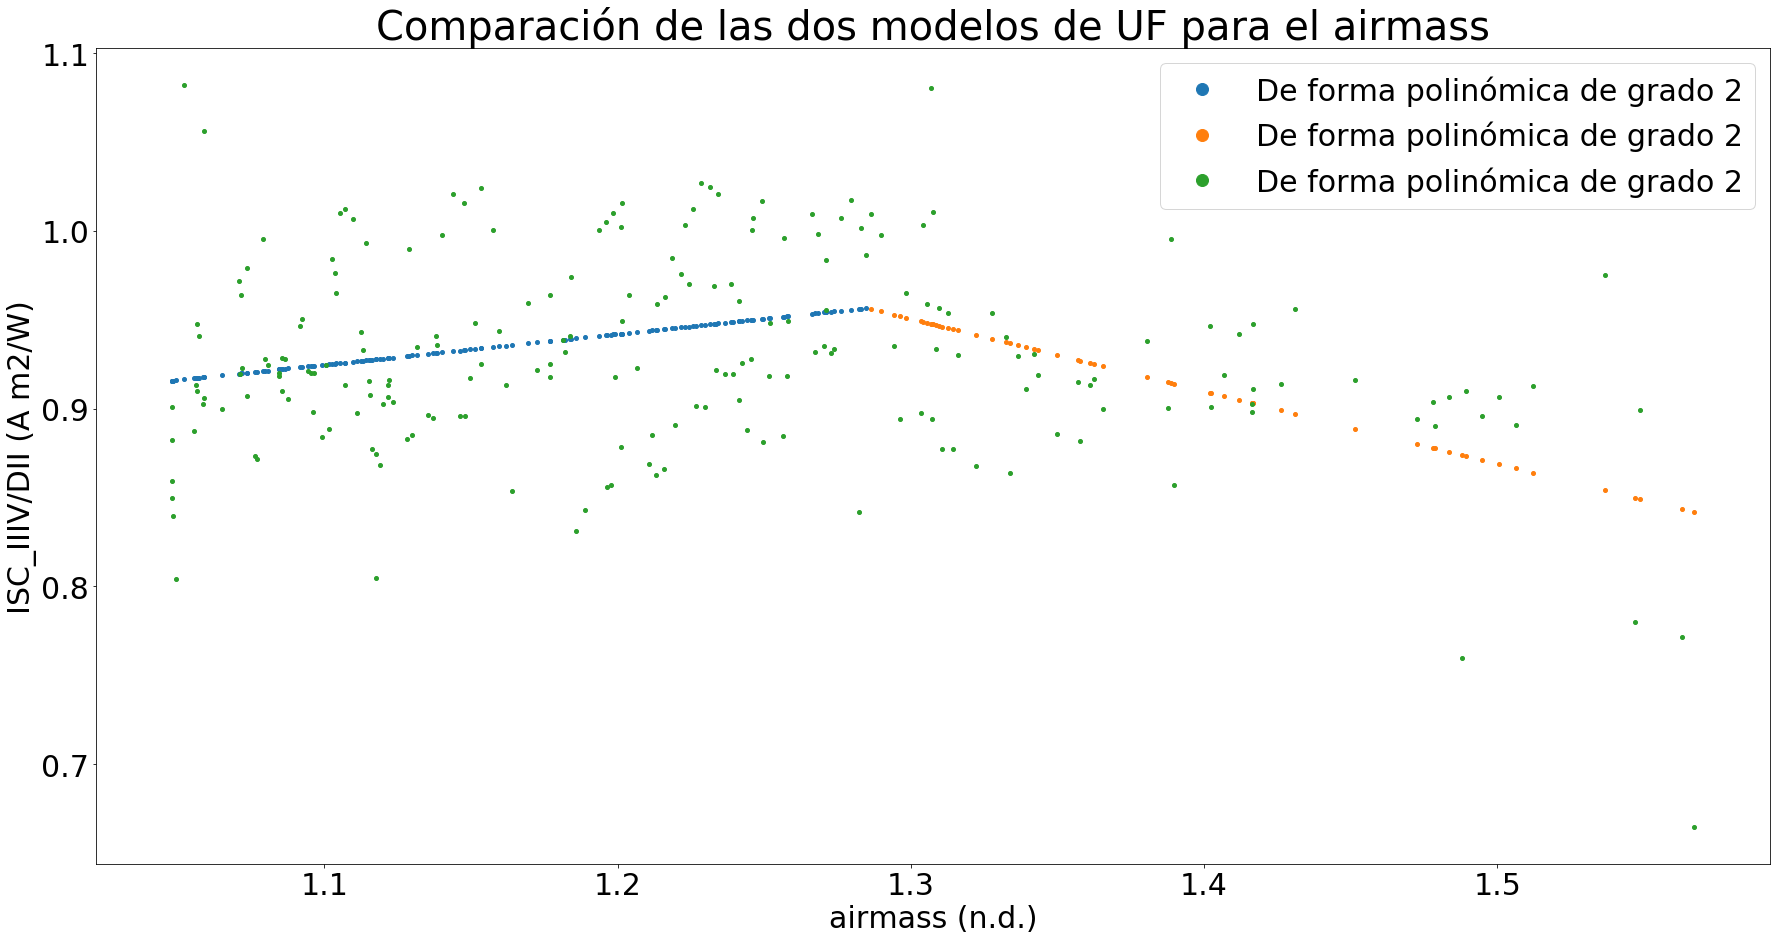 Comparación de las dos modelos de UF para el airmass
De forma polinómica de grado 2
De forma polinómica de grado 2
De forma polinómica de grado 2
ISC_IIIV/DII (A m2/W)
1.1
1.0
0.9
0.8
0.7
1.1
1.2
1.3
1.4
1.5
airmass (n.d.)